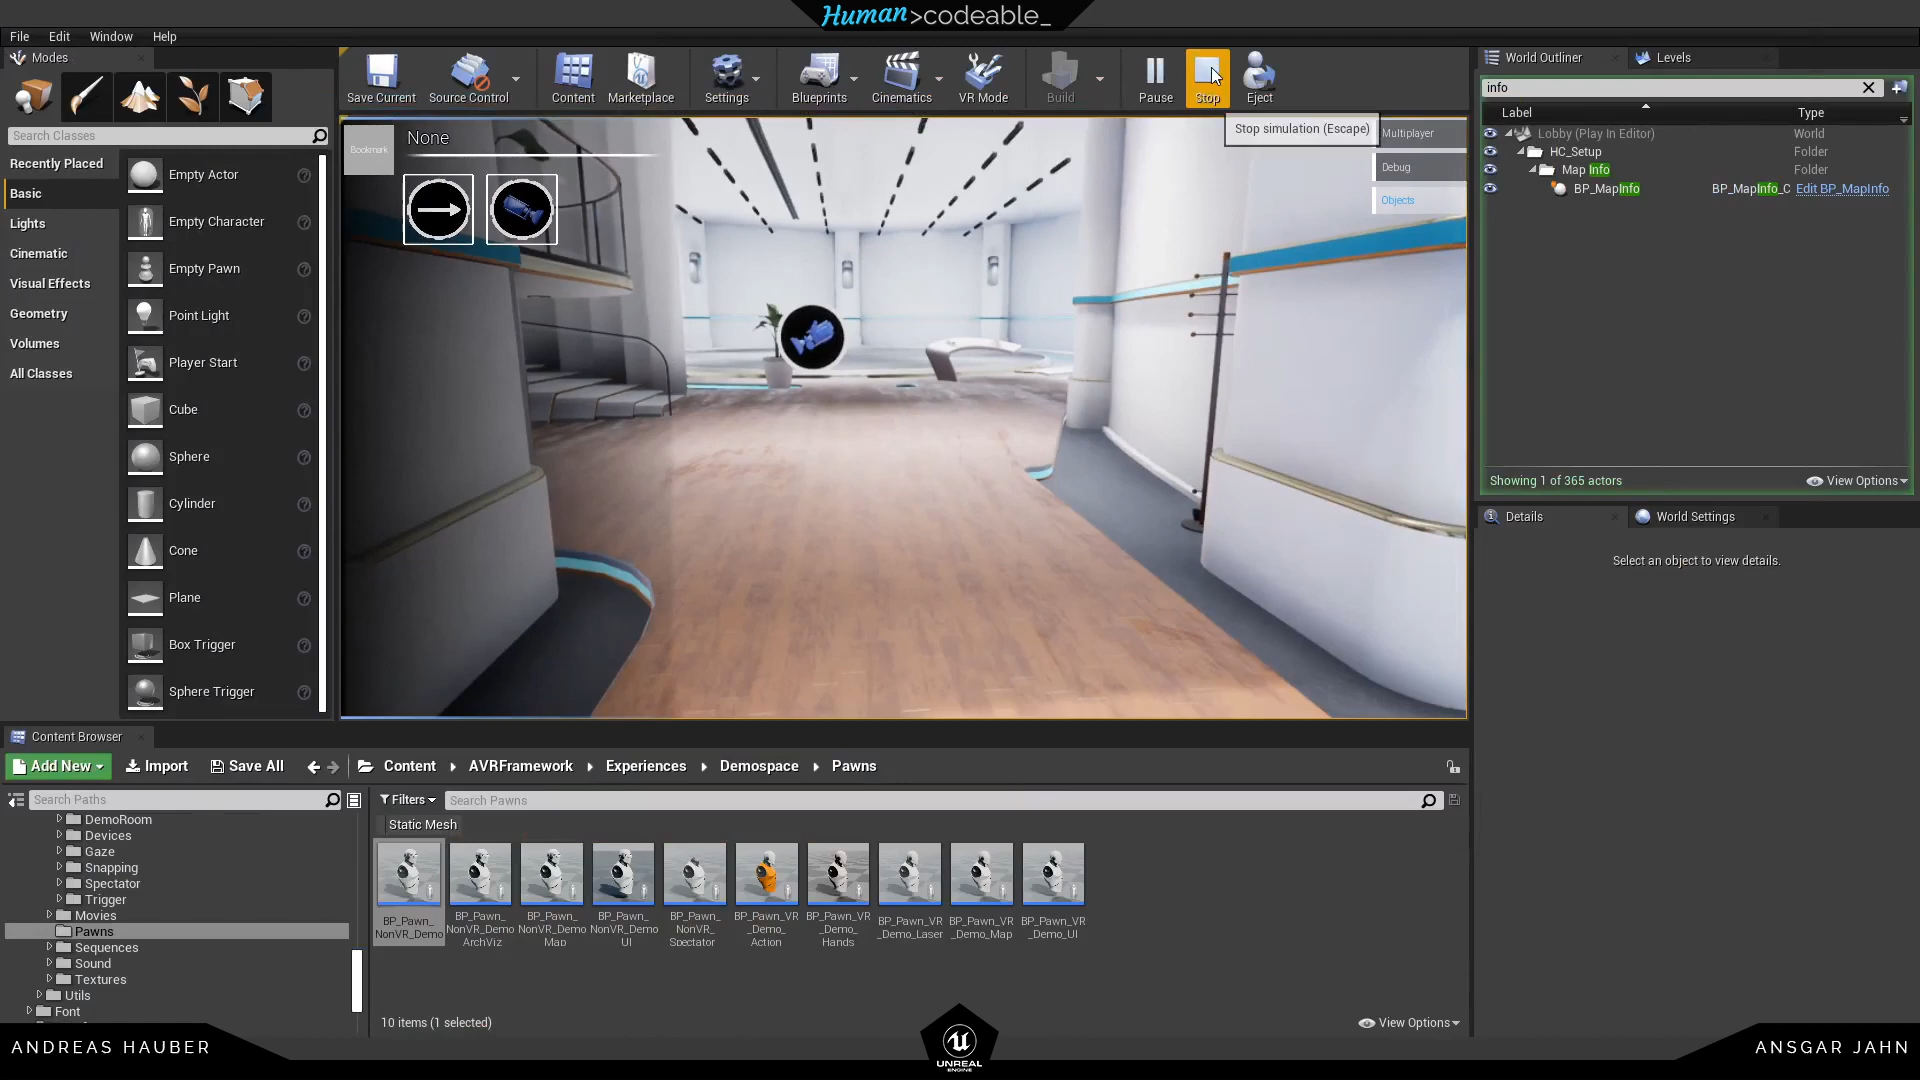 Human>codeable_
File Edit Window Help
Modes
Save Current Source Control Content Marketplace Settings Blueprints Cinematics VR Mode Build Pause Stop Eject
Search Classes
Recently Placed
Basic
Lights
Cinematic
Visual Effects
Geometry
Volumes
All Classes
Empty Actor
Empty Character
Empty Pawn
Point Light
Player Start
Cube
Sphere
Cylinder
Cone
Plane
Box Trigger
Sphere Trigger
Bookmark
None
Stop simulation (Escape)
Multiplayer
Debug
Objects
World Outliner Levels
info
Label Type
Lobby (Play In Editor) World
HC_Setup Folder
Map Info Folder
BP_MapInfo BP_MapInfo_C Edit BP_MapInfo
Showing 1 of 365 actors View Options
Details World Settings
Select an object to view details.
Content Browser
Add New Import Save All Content AVRFramework Experiences Demospace Pawns
Search Paths
DemoRoom
Devices
Gaze
Snapping
Spectator
Trigger
Movies
Pawns
Sequences
Sound
Textures
Utils
Font
Filters Search Pawns
Static Mesh
BP_Pawn_
NonVR_Demo
BP_Pawn_
NonVR_Demo
ArchViz
BP_Pawn_
NonVR_Demo
Map
BP_Pawn_
NonVR_Demo
UI
BP_Pawn_
NonVR_
Spectator
BP_Pawn_VR
_Demo_
Action
BP_Pawn_VR
_Demo_
Hands
BP_Pawn_VR
_Demo_Laser
BP_Pawn_VR
_Demo_Map
BP_Pawn_VR
_Demo_UI
10 items (1 selected) View Options
ANDREAS HAUBER
UNREAL
ENGINE
ANSGAR JAHN